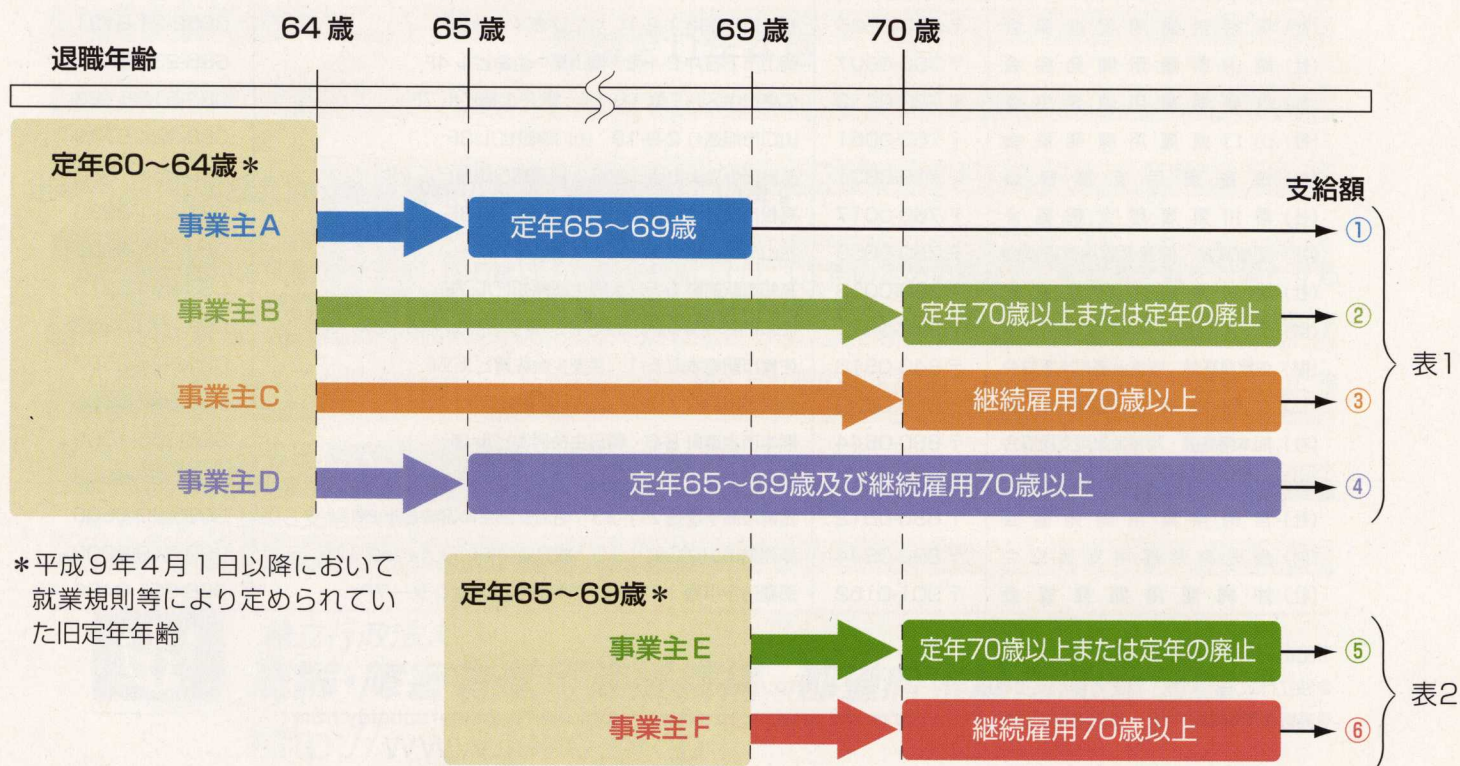 64歳 65歳 69歳 70歳
退職年齢
定年60〜64歳*
支給額
事業主A 定年65〜69歳 ①
事業主B 定年70歳以上または定年の廃止 ②
事業主C 継続雇用70歳以上 ③
事業主D 定年65〜69歳及び継続雇用70歳以上 ④
表1
*平成9年4月1日以降において
就業規則等により定められてい
た旧定年年齢
定年65〜69歳*
事業主E 定年70歳以上または定年の廃止 ⑤
事業主F 継続雇用70歳以上 ⑥
表2